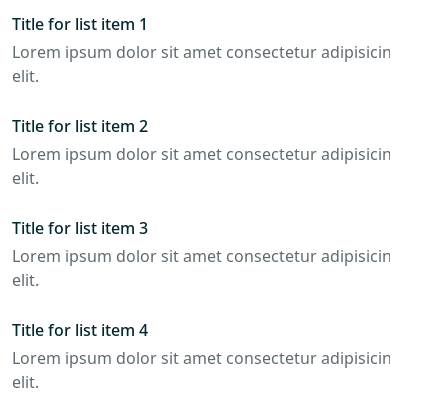 Title for list item 1
Lorem ipsum dolor sit amet consectetur adipisicin
elit.
Title for list item 2
Lorem ipsum dolor sit amet consectetur adipisicin
elit.
Title for list item 3
Lorem ipsum dolor sit amet consectetur adipisicin
elit.
Title for list item 4
Lorem ipsum dolor sit amet consectetur adipisicin
elit.